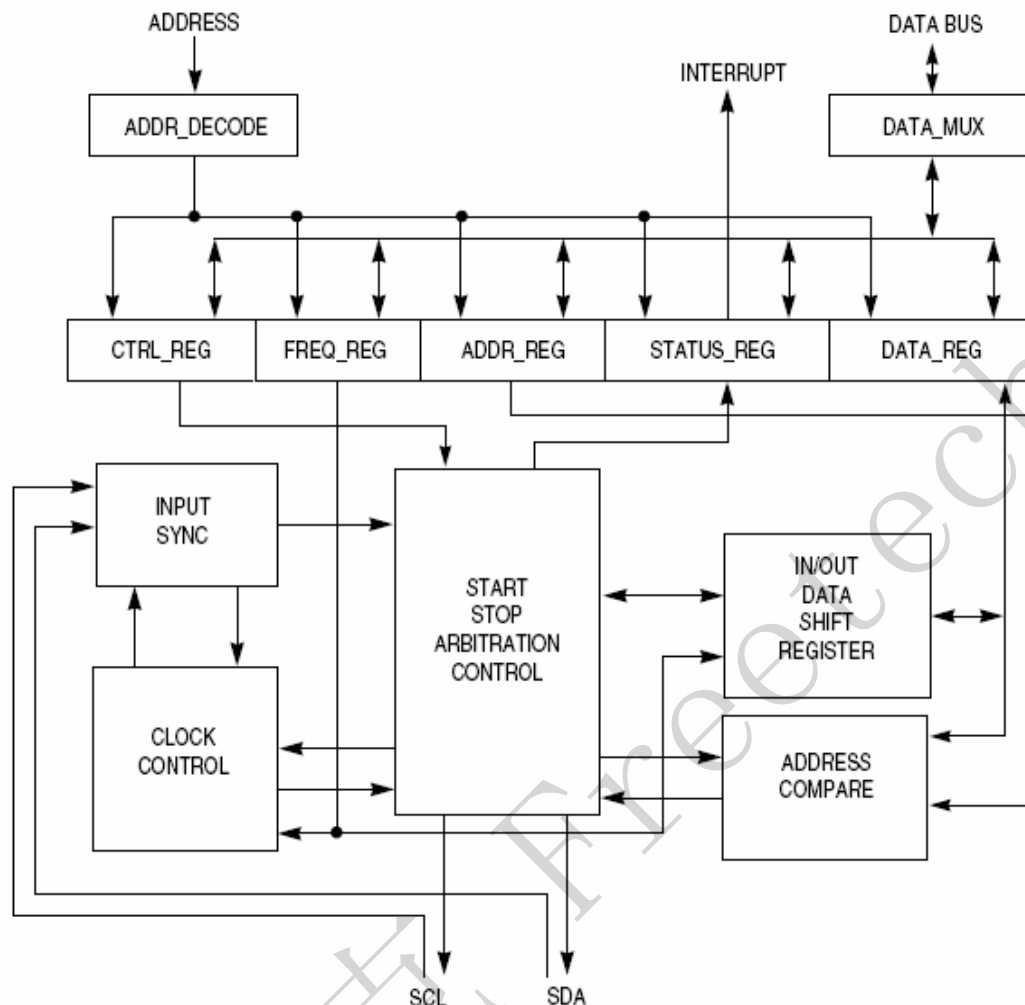 ADDRESS
DATA BUS
INTERRUPT
ADDR_DECODE
DATA_MUX
CTRL_REG
FREQ_REG
ADDR_REG
STATUS_REG
DATA_REG
INPUT
SYNC
START
STOP
ARBITRATION
CONTROL
IN/OUT
DATA
SHIFT
REGISTER
CLOCK
CONTROL
ADDRESS
COMPARE
SCL
SDA
Freetech